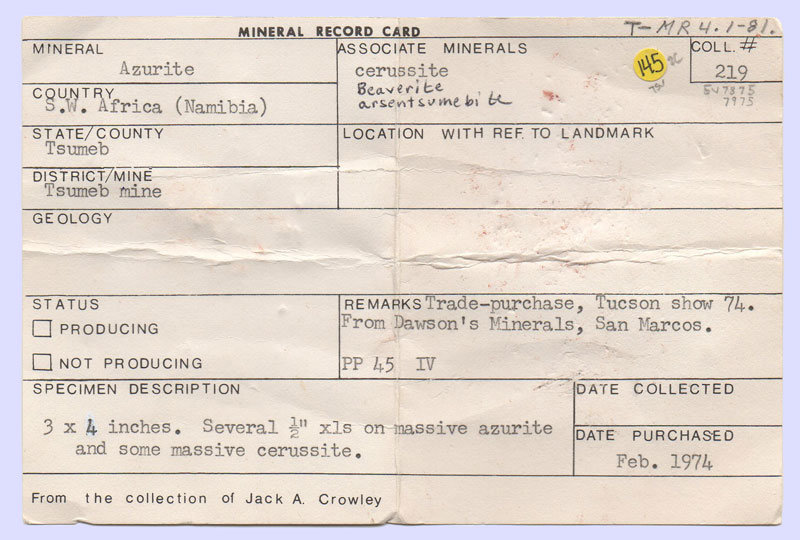 MINERAL RECORD CARD
T-MR 4.1-81.
MINERAL
Azurite
ASSOCIATE MINERALS
cerussite
Beaverite
arsentsumebite
145
COLL. #
219
7975
COUNTRY
S.W. Africa (Namibia)
STATE/COUNTY
Tsumeb
LOCATION WITH REF. TO LANDMARK
DISTRICT/MINE
Tsumeb mine
GEOLOGY
STATUS
PRODUCING
NOT PRODUCING
REMARKS Trade-purchase, Tucson show 74.
From Dawson's Minerals, San Marcos.
PP 45 IV
SPECIMEN DESCRIPTION
3 x 4 inches. Several ½" xls on massive azurite
and some massive cerussite.
DATE COLLECTED
DATE PURCHASED
Feb. 1974
From the collection of Jack A. Crowley